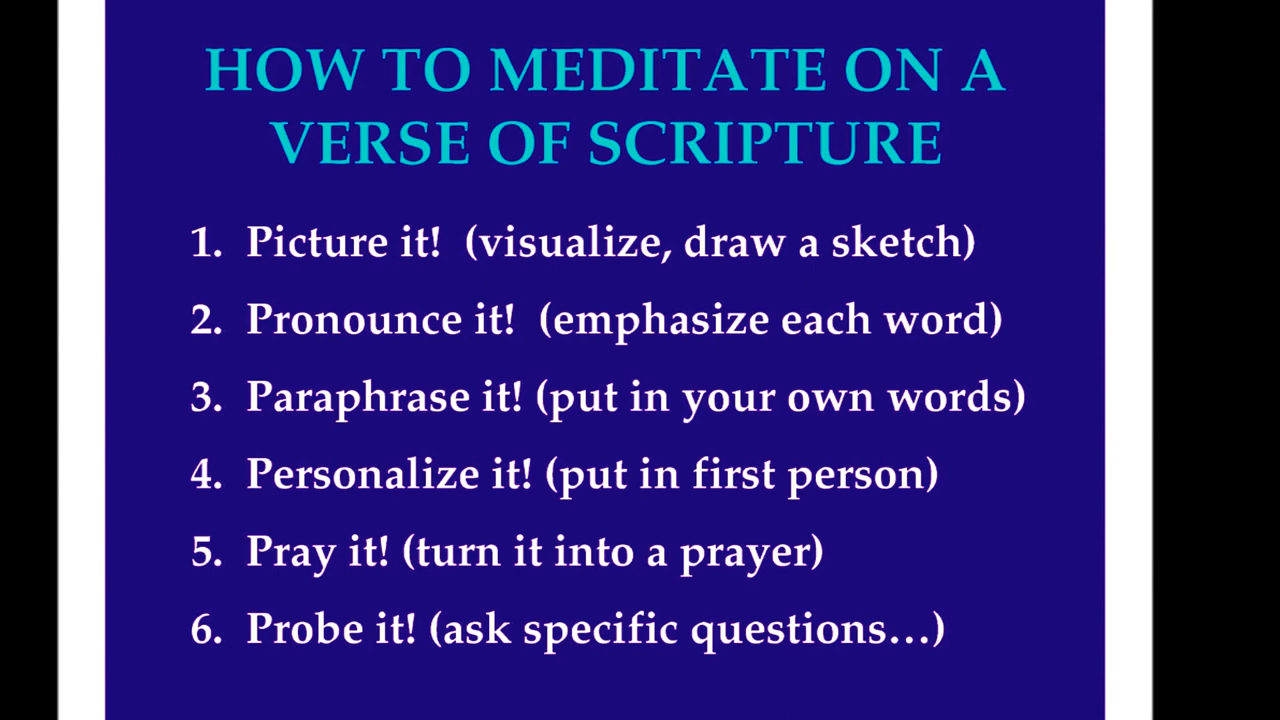 HOW TO MEDITATE ON A
VERSE OF SCRIPTURE
1. Picture it! (visualize, draw a sketch)
2. Pronounce it! (emphasize each word)
3. Paraphrase it! (put in your own words)
4. Personalize it! (put in first person)
5. Pray it! (turn it into a prayer)
6. Probe it! (ask specific questions...)